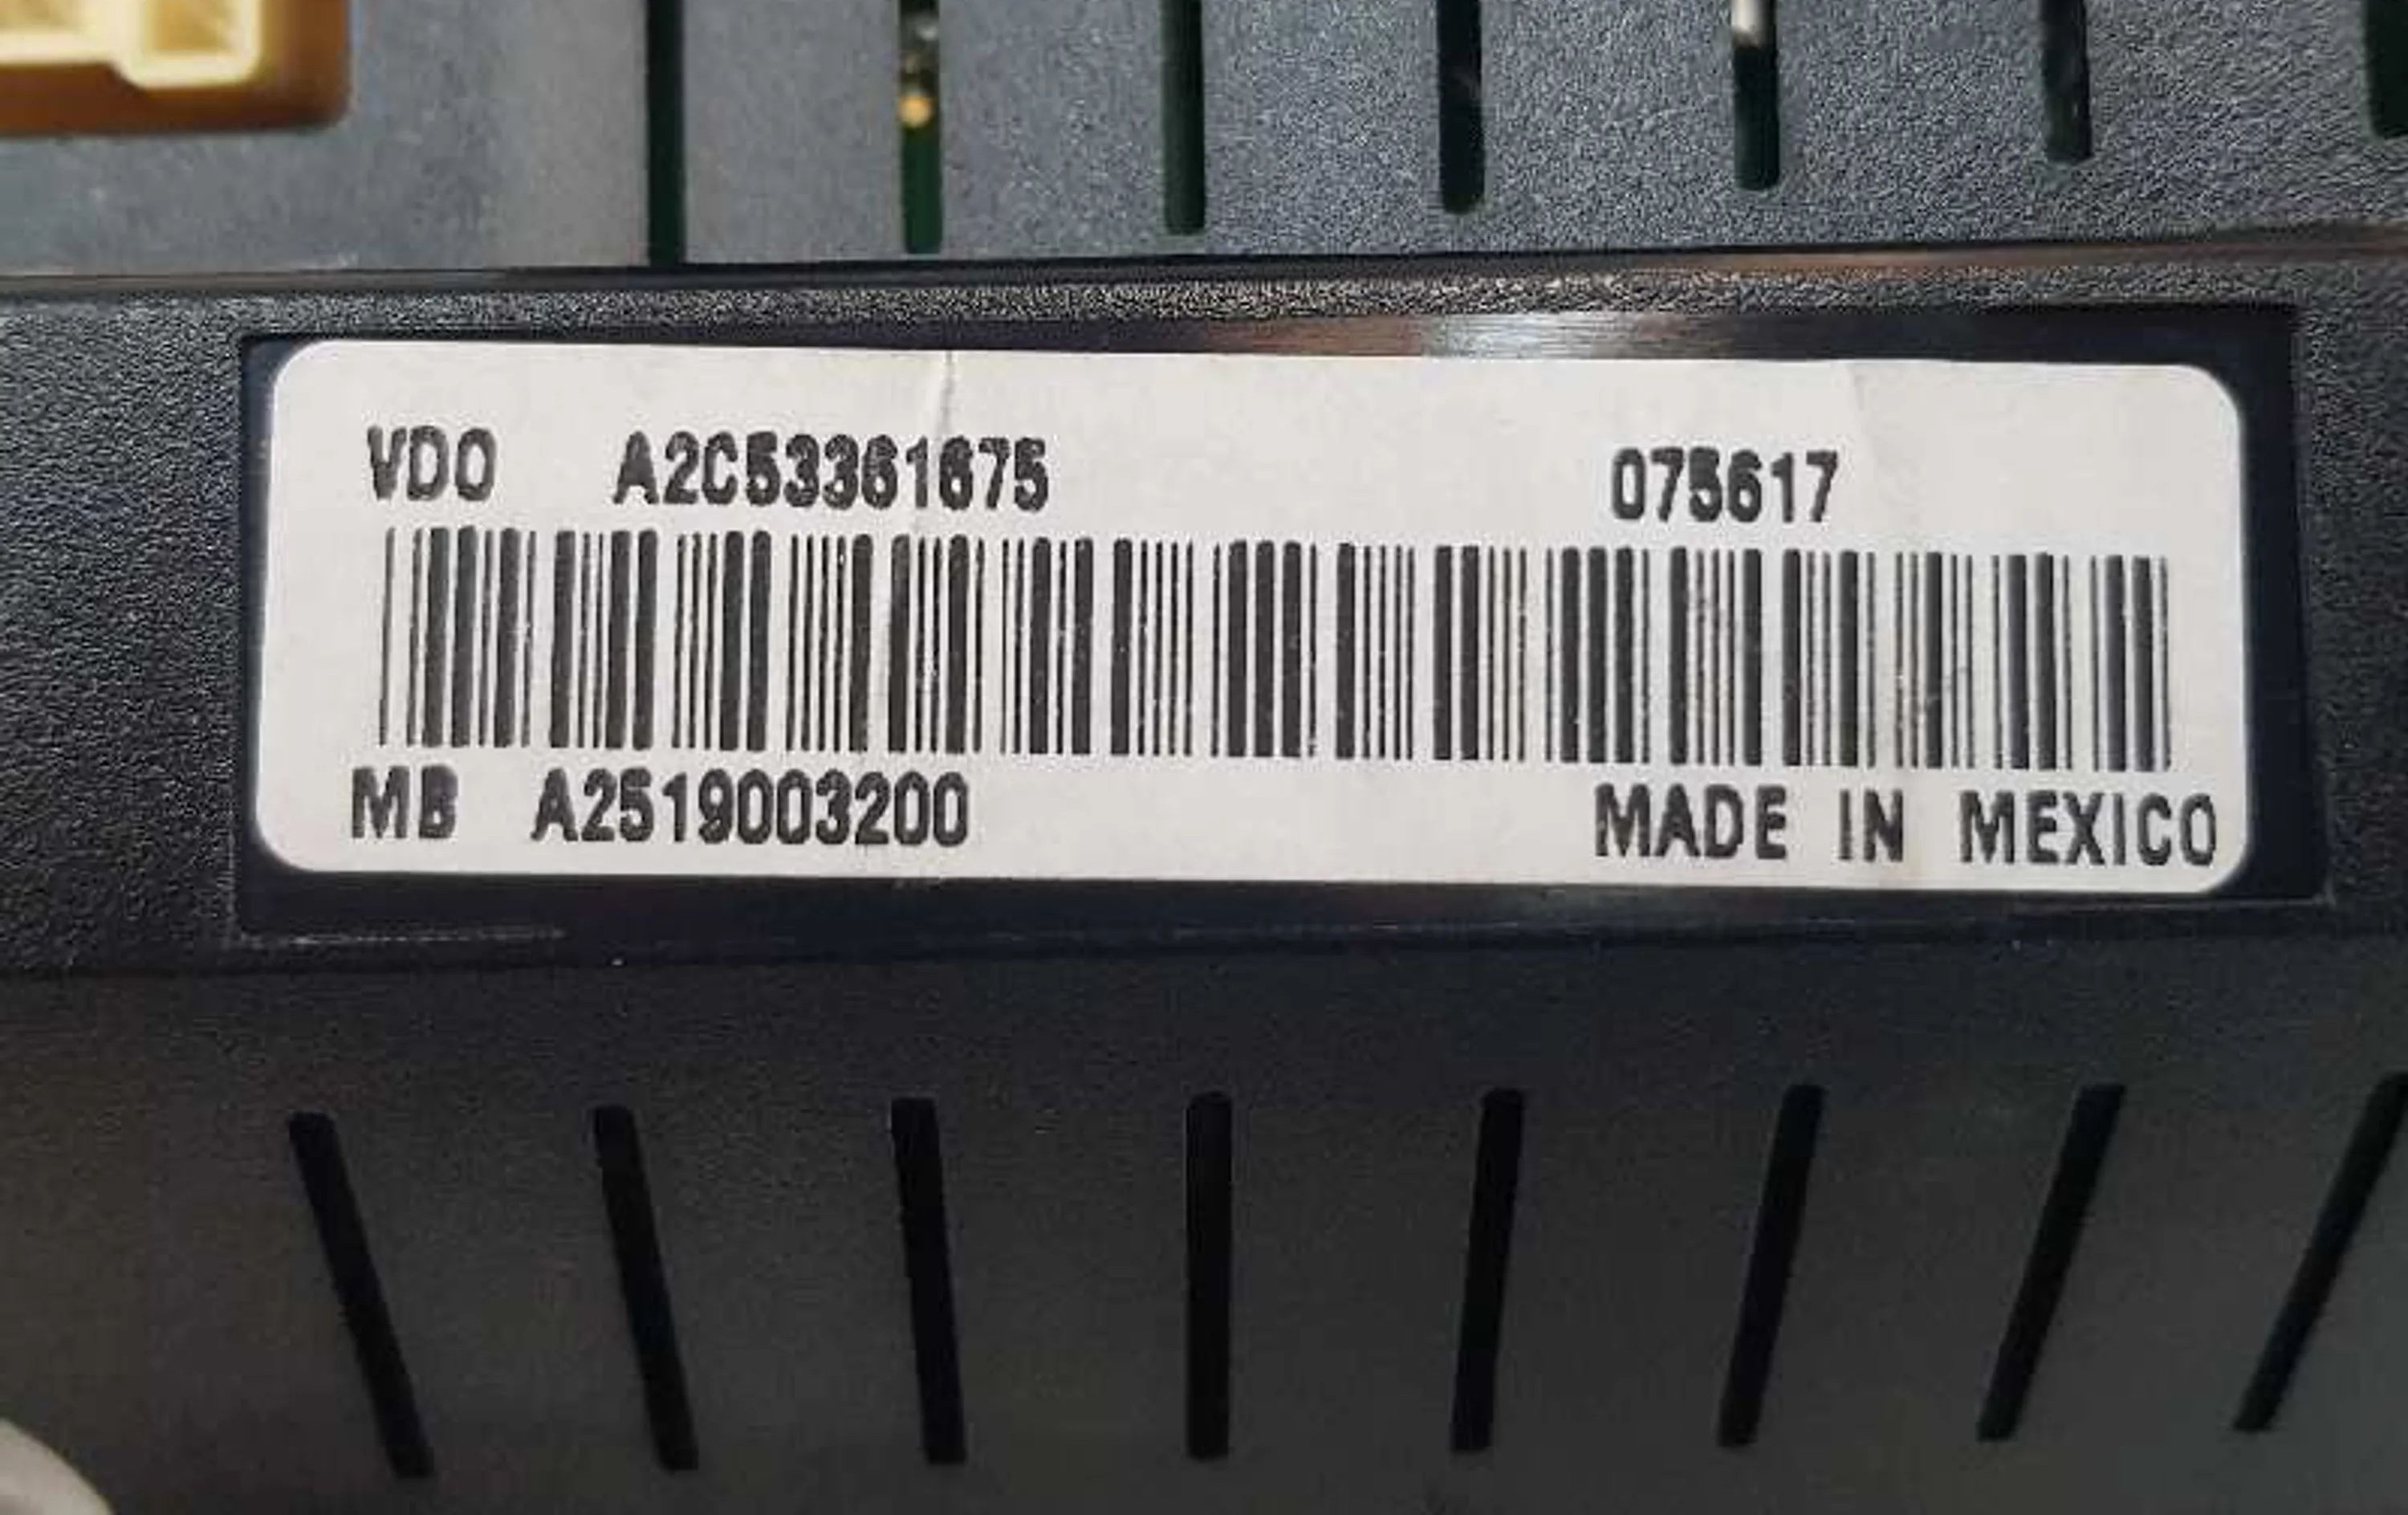 VDO A2C53361675 075617
MB A2519003200 MADE IN MEXICO